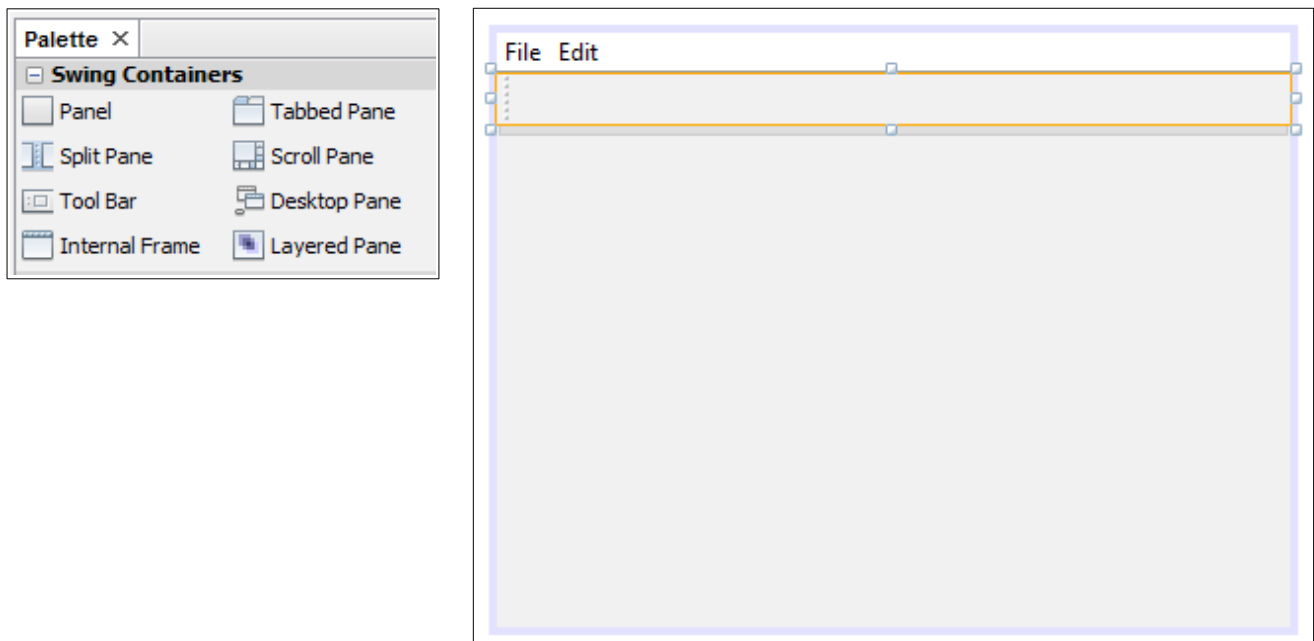 Palette
Swing Containers
Panel Tabbed Pane
Split Pane Scroll Pane
Tool Bar Desktop Pane
Internal Frame Layered Pane
File Edit